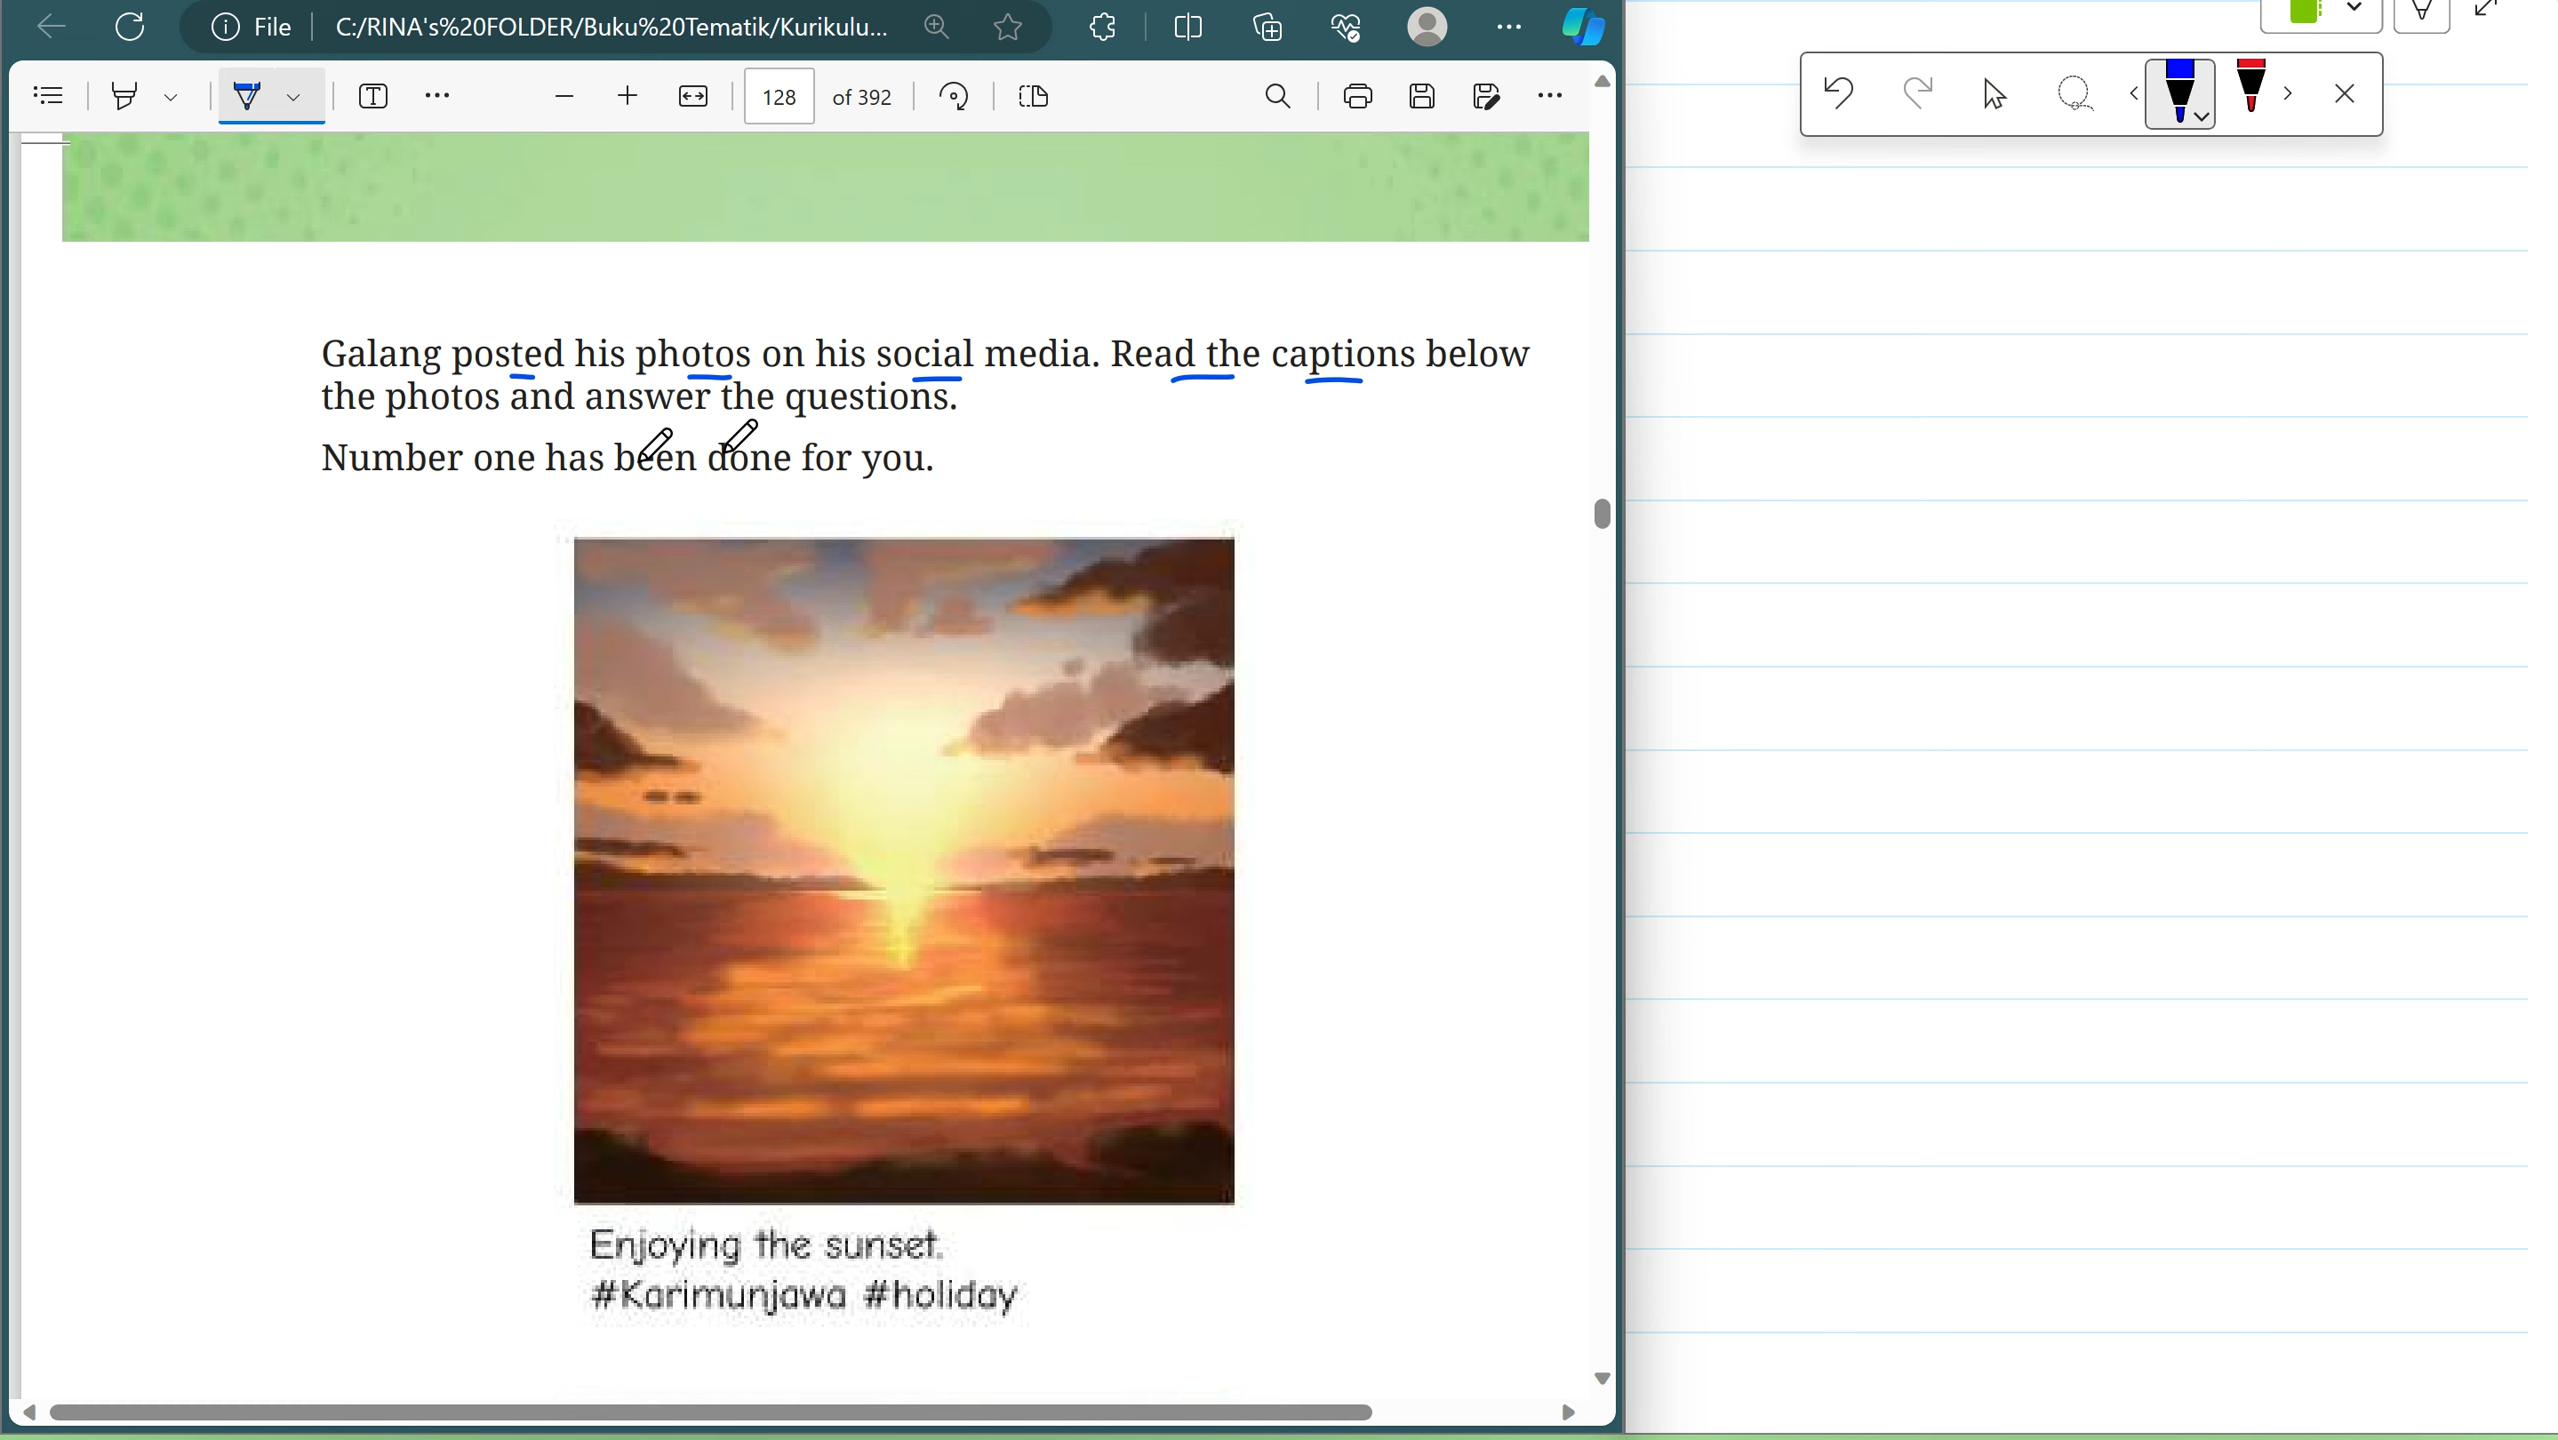 File C:/RINA's%20FOLDER/Buku%20Tematik/Kurikulu...
128 of 392
Galang posted his photos on his social media. Read the captions below
the photos and answer the questions.
Number one has been done for you.
Enjoying the sunset.
#Karimunjawa #holiday